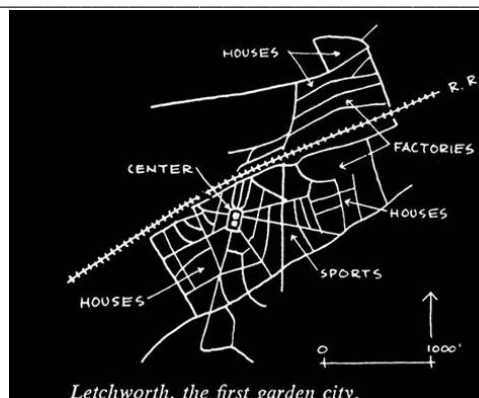 HOUSES
R. R
CENTER
FACTORIES
HOUSES
SPORTS
HOUSES
0 1000'
Letchworth, the first garden city.